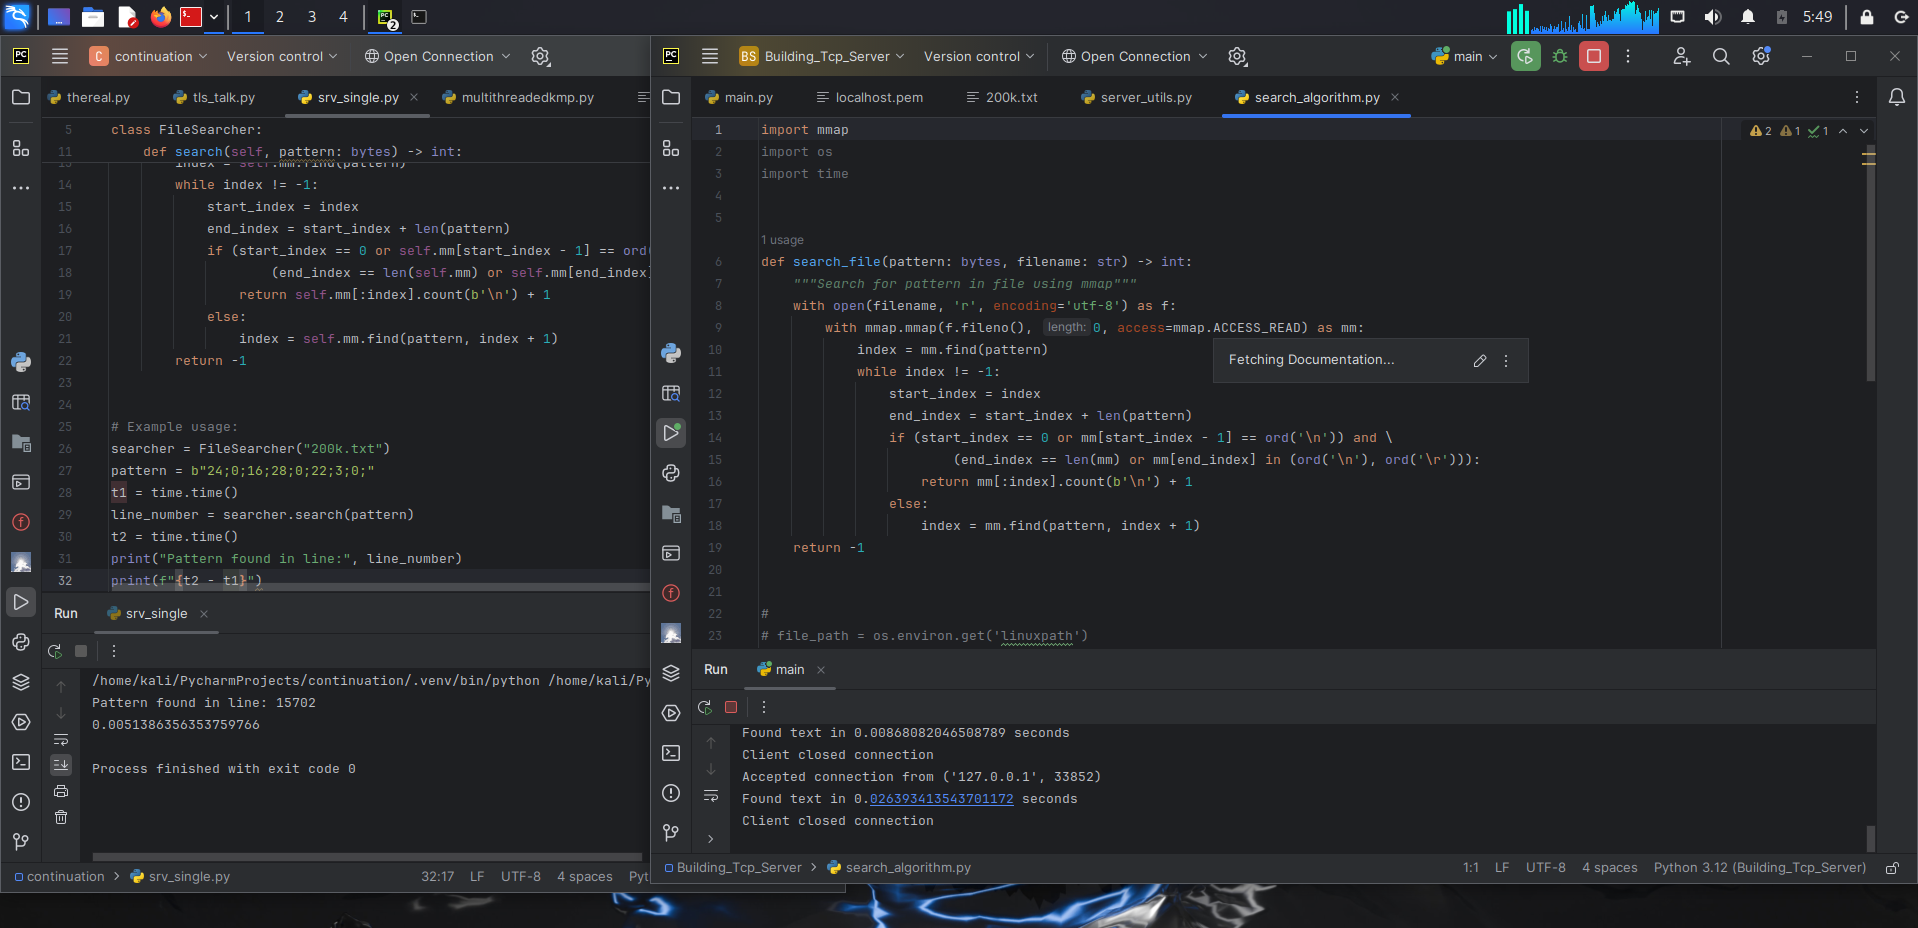 1 2 3 4 2 5:49
PC C continuation Version control Open Connection
thereal.py tls_talk.py srv_single.py multithreadedkmp.py
5 class FileSearcher:
11 def search(self, pattern: bytes) -> int:
13 index = self.mm.find(pattern)
14 while index != -1:
15 start_index = index
16 end_index = start_index + len(pattern)
17 if (start_index == 0 or self.mm[start_index - 1] == ord(
18 (end_index == len(self.mm) or self.mm[end_index]
19 return self.mm[:index].count(b'\n') + 1
20 else:
21 index = self.mm.find(pattern, index + 1)
22 return -1
23
24
25 # Example usage:
26 searcher = FileSearcher("200k.txt")
27 pattern = b"24;0;16;28;0;22;3;0;"
28 t1 = time.time()
29 line_number = searcher.search(pattern)
30 t2 = time.time()
31 print("Pattern found in line:", line_number)
32 print(f"{t2 - t1}")
Run srv_single
/home/kali/PycharmProjects/continuation/.venv/bin/python /home/kali/Py
Pattern found in line: 15702
0.0051386356353759766
Process finished with exit code 0
continuation > srv_single.py 32:17 LF UTF-8 4 spaces Pyt
PC BS Building_Tcp_Server Version control Open Connection main
main.py localhost.pem 200k.txt server_utils.py search_algorithm.py
2 1 1
1 import mmap
2 import os
3 import time
4
5
1 usage
6 def search_file(pattern: bytes, filename: str) -> int:
7 """Search for pattern in file using mmap"""
8 with open(filename, 'r', encoding='utf-8') as f:
9 with mmap.mmap(f.fileno(), length: 0, access=mmap.ACCESS_READ) as mm:
10 index = mm.find(pattern)
Fetching Documentation...
11 while index != -1:
12 start_index = index
13 end_index = start_index + len(pattern)
14 if (start_index == 0 or mm[start_index - 1] == ord('\n')) and \
15 (end_index == len(mm) or mm[end_index] in (ord('\n'), ord('\r'))):
16 return mm[:index].count(b'\n') + 1
17 else:
18 index = mm.find(pattern, index + 1)
19 return -1
20
21
22 #
23 # file_path = os.environ.get('linuxpath')
Run main
Found text in 0.00868082046508789 seconds
Client closed connection
Accepted connection from ('127.0.0.1', 33852)
Found text in 0.026393413543701172 seconds
Client closed connection
Building_Tcp_Server > search_algorithm.py 1:1 LF UTF-8 4 spaces Python 3.12 (Building_Tcp_Server)